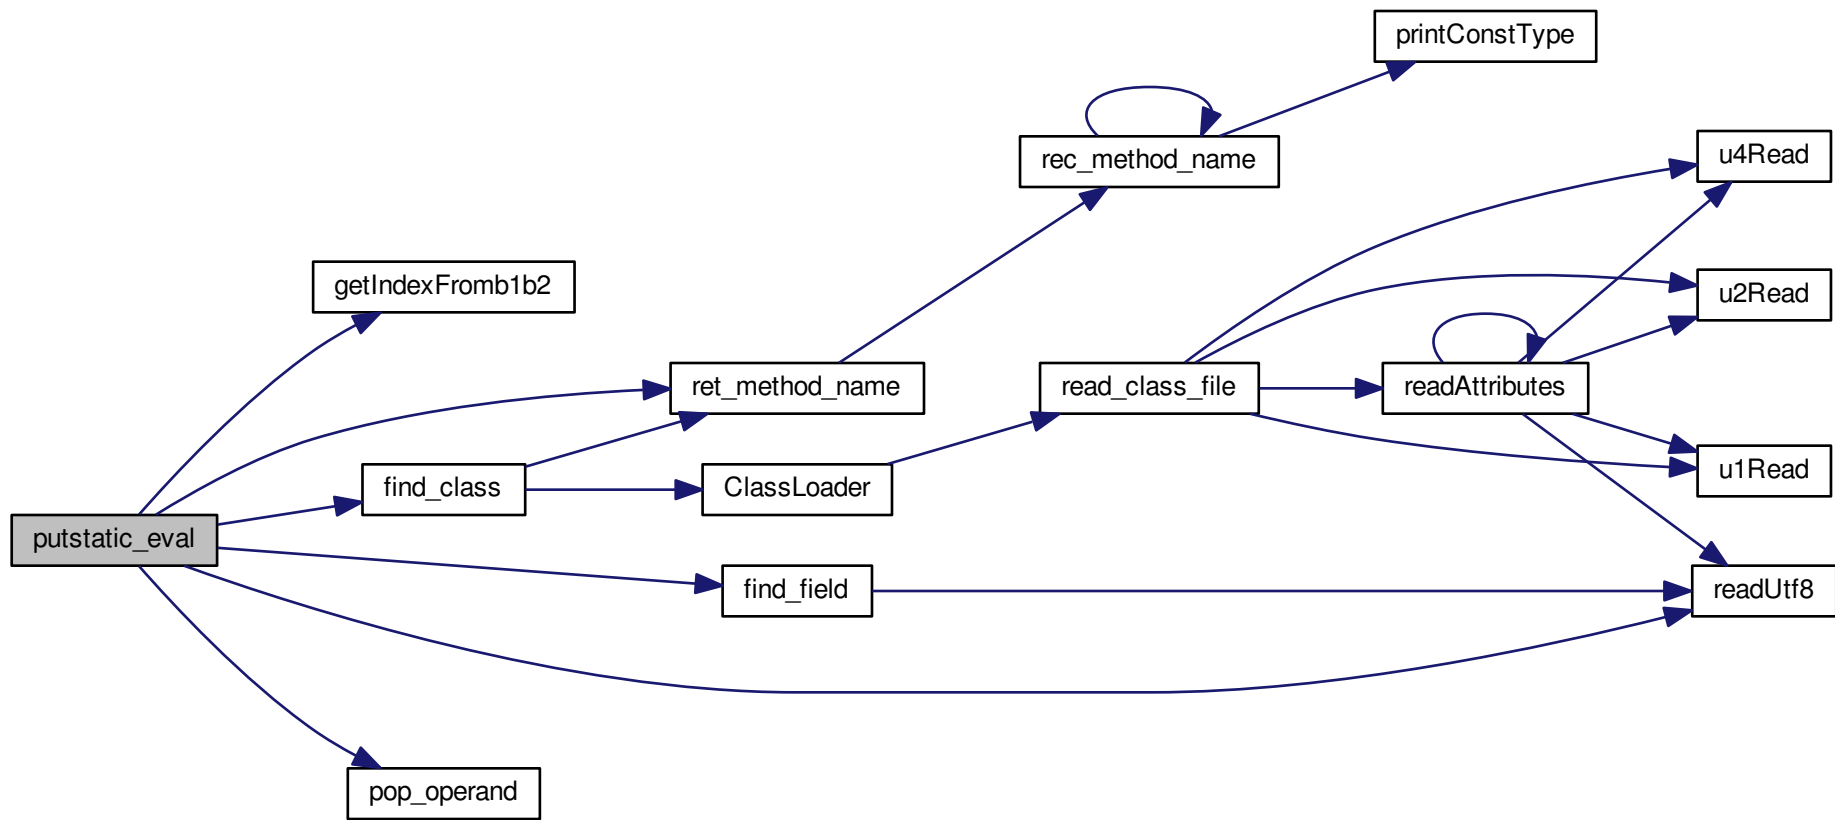 printConstType
rec_method_name
u4Read
getIndexFromb1b2
u2Read
ret_method_name
read_class_file
readAttributes
find_class
ClassLoader
u1Read
putstatic_eval
find_field
readUtf8
pop_operand